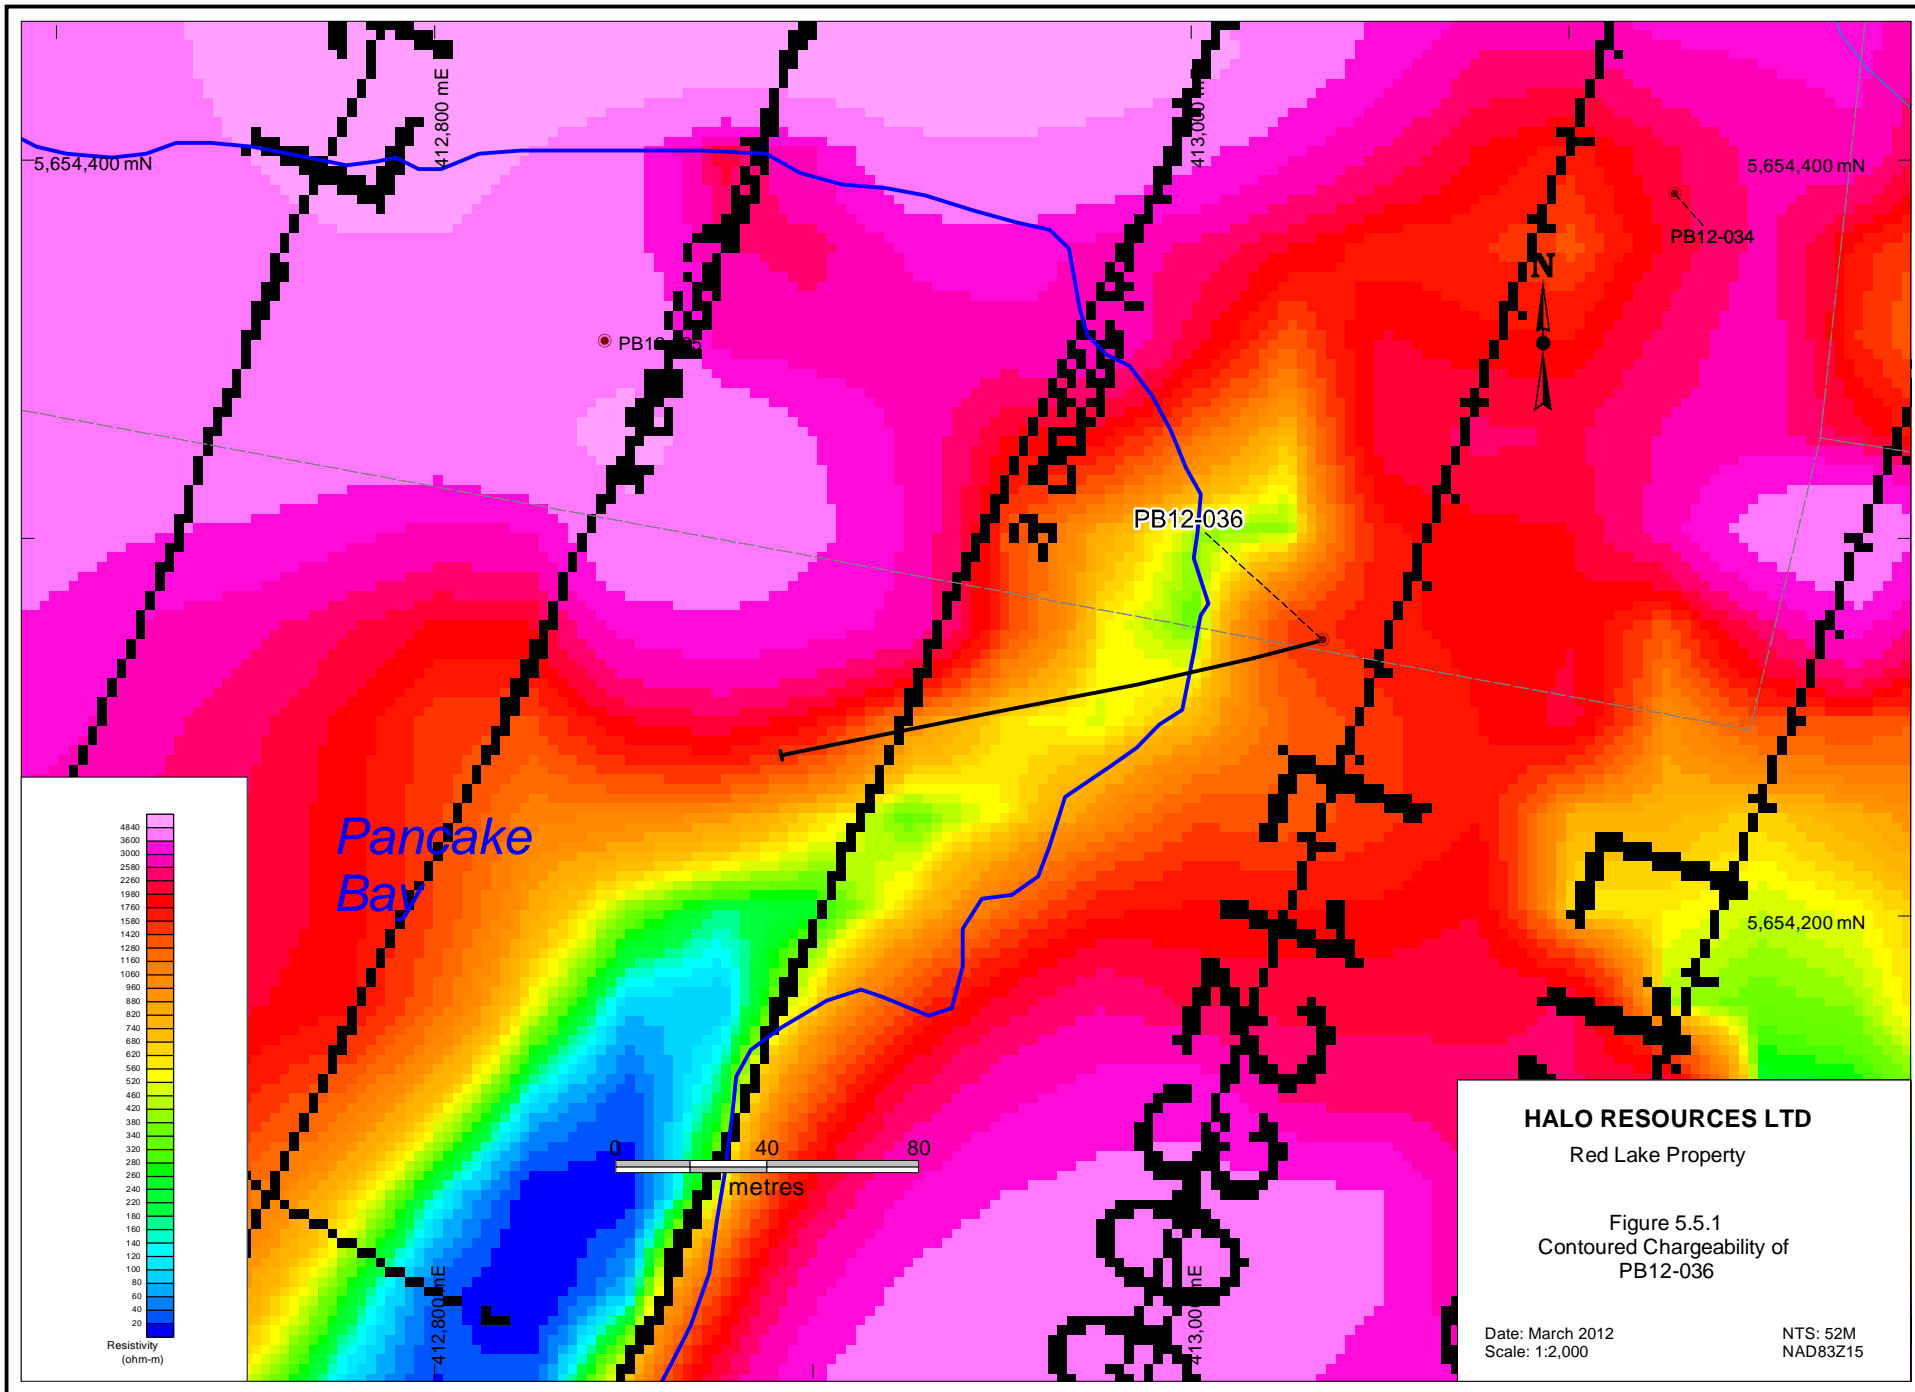 412,800 mE
413,000 m
5,654,400 mN
5,654,400 mN
PB12-034
N
PB12-036
Pancake
Bay
5,654,200 mN
4840
3600
3000
2580
2260
1980
1760
1580
1420
1280
1160
1060
960
880
820
740
680
620
560
520
460
420
380
340
320
280
260
240
220
180
160
140
120
100
80
60
40
20
Resistivity
(ohm-m)
0 40 80
metres
412,800 mE
413,000 mE
HALO RESOURCES LTD
Red Lake Property
Figure 5.5.1
Contoured Chargeability of
PB12-036
Date: March 2012
NTS: 52M
Scale: 1:2,000
NAD83Z15